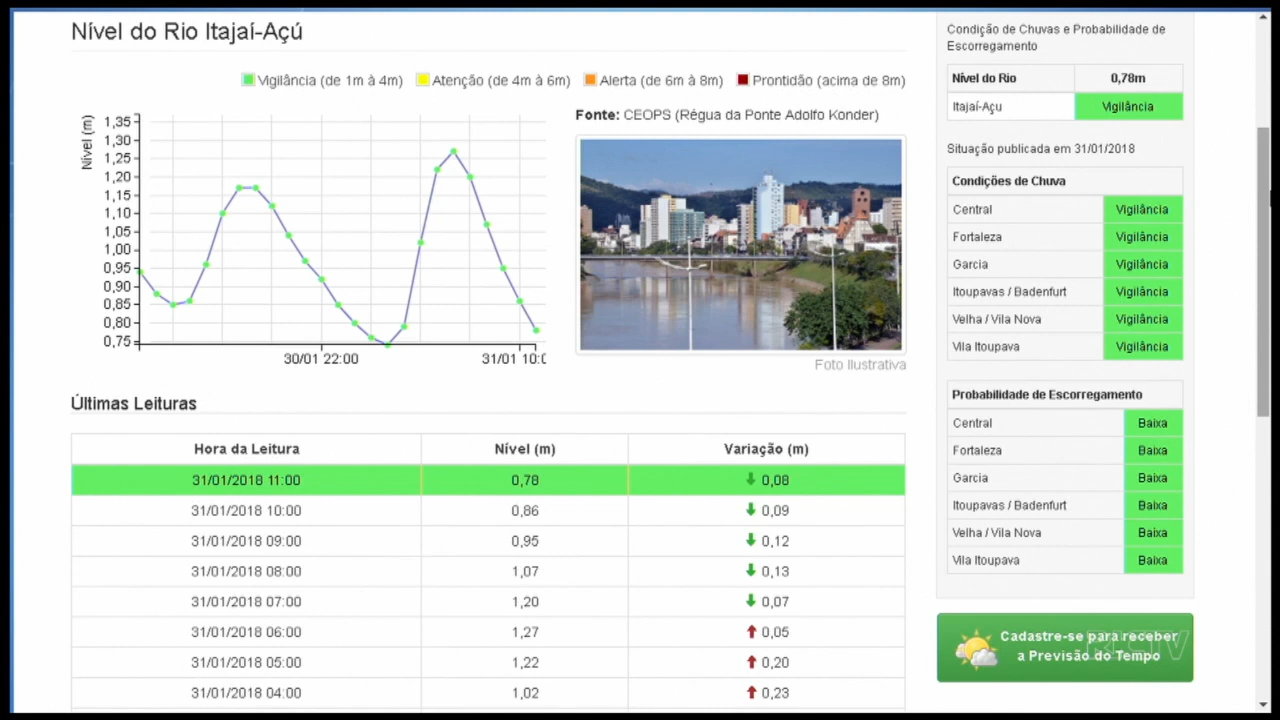 Nível do Rio Itajaí-Açú
Vigilância (de 1m à 4m) Atenção (de 4m à 6m) Alerta (de 6m à 8m) Prontidão (acima de 8m)
Nível (m)
1,35
1,30
1,25
1,20
1,15
1,10
1,05
1,00
0,95
0,90
0,85
0,80
0,75
30/01 22:00 31/01 10:0
Fonte: CEOPS (Régua da Ponte Adolfo Konder)
Foto Ilustrativa
Últimas Leituras
Hora da Leitura Nível (m) Variação (m)
31/01/2018 11:00 0,78 0,08
31/01/2018 10:00 0,86 0,09
31/01/2018 09:00 0,95 0,12
31/01/2018 08:00 1,07 0,13
31/01/2018 07:00 1,20 0,07
31/01/2018 06:00 1,27 0,05
31/01/2018 05:00 1,22 0,20
31/01/2018 04:00 1,02 0,23
Condição de Chuvas e Probabilidade de
Escorregamento
Nível do Rio 0,78m
Itajaí-Açu Vigilância
Situação publicada em 31/01/2018
Condições de Chuva
Central Vigilância
Fortaleza Vigilância
Garcia Vigilância
Itoupavas / Badenfurt Vigilância
Velha / Vila Nova Vigilância
Vila Itoupava Vigilância
Probabilidade de Escorregamento
Central Baixa
Fortaleza Baixa
Garcia Baixa
Itoupavas / Badenfurt Baixa
Velha / Vila Nova Baixa
Vila Itoupava Baixa
Cadastre-se para receber
a Previsão do Tempo